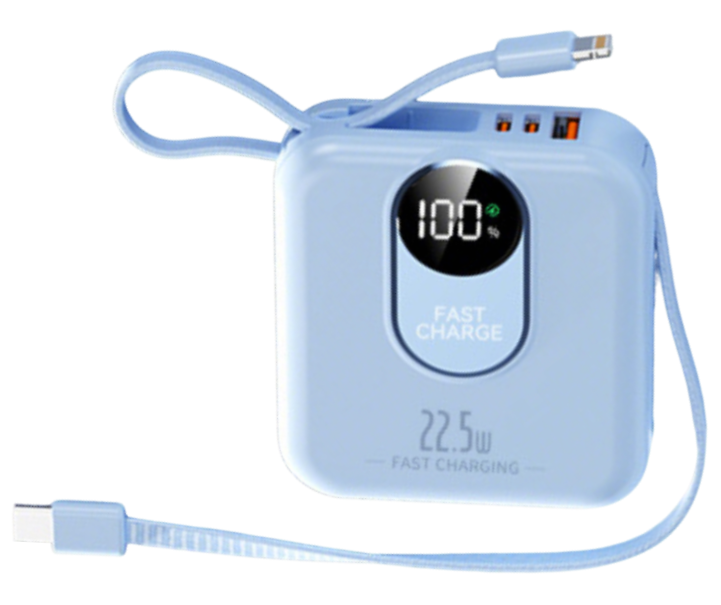 100%
FAST
CHARGE
22.5W
FAST CHARGING